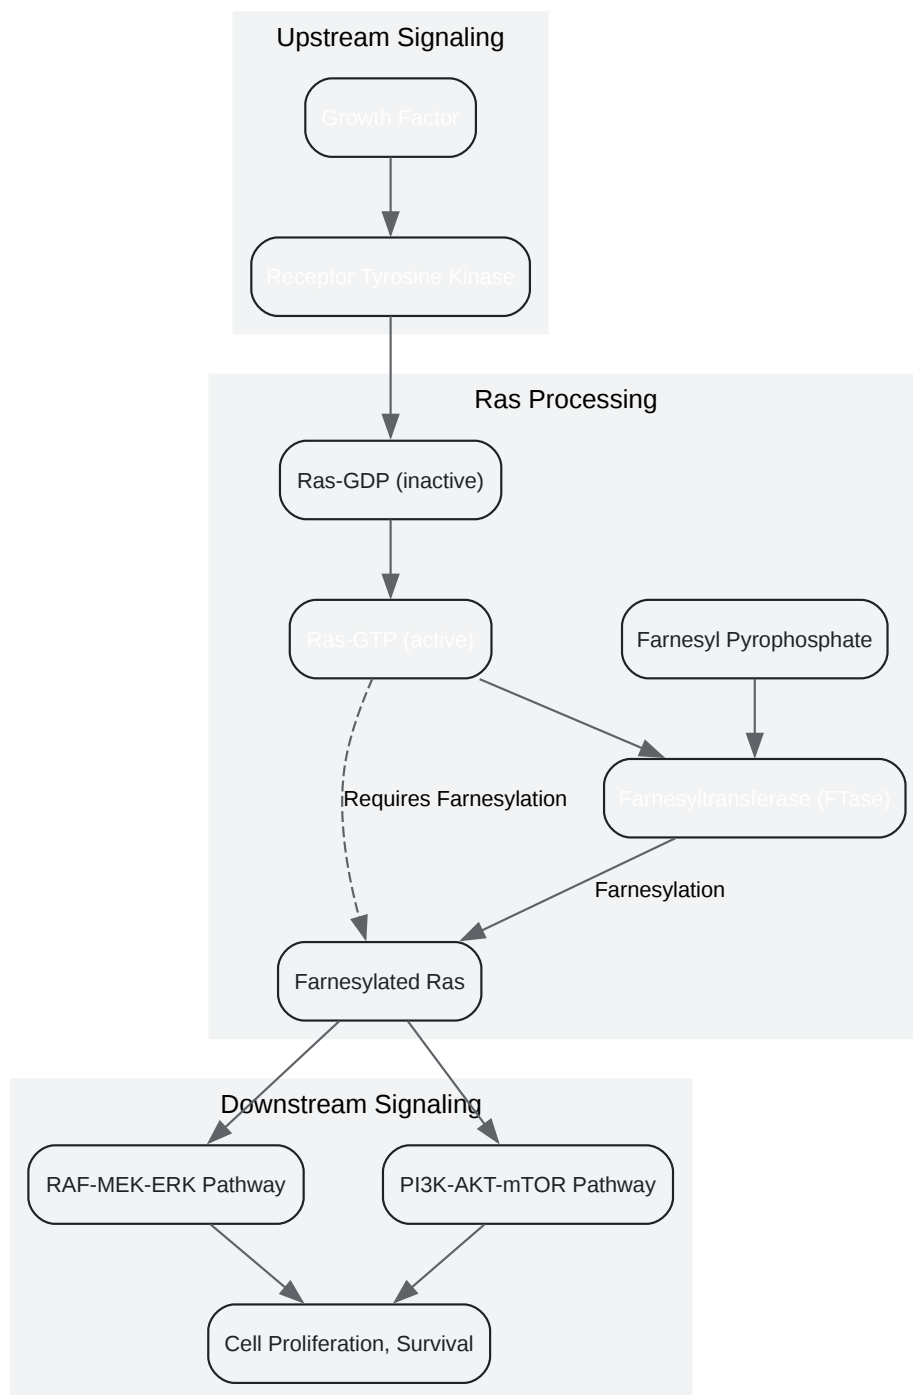 Upstream Signaling
Growth Factor
Receptor Tyrosine Kinase
Ras Processing
Ras-GDP (inactive)
Ras-GTP (active)
Farnesyl Pyrophosphate
Requires Farnesylation
Farnesyltransferase (FTase)
Farnesylation
Farnesylated Ras
Downstream Signaling
RAF-MEK-ERK Pathway
PI3K-AKT-mTOR Pathway
Cell Proliferation, Survival